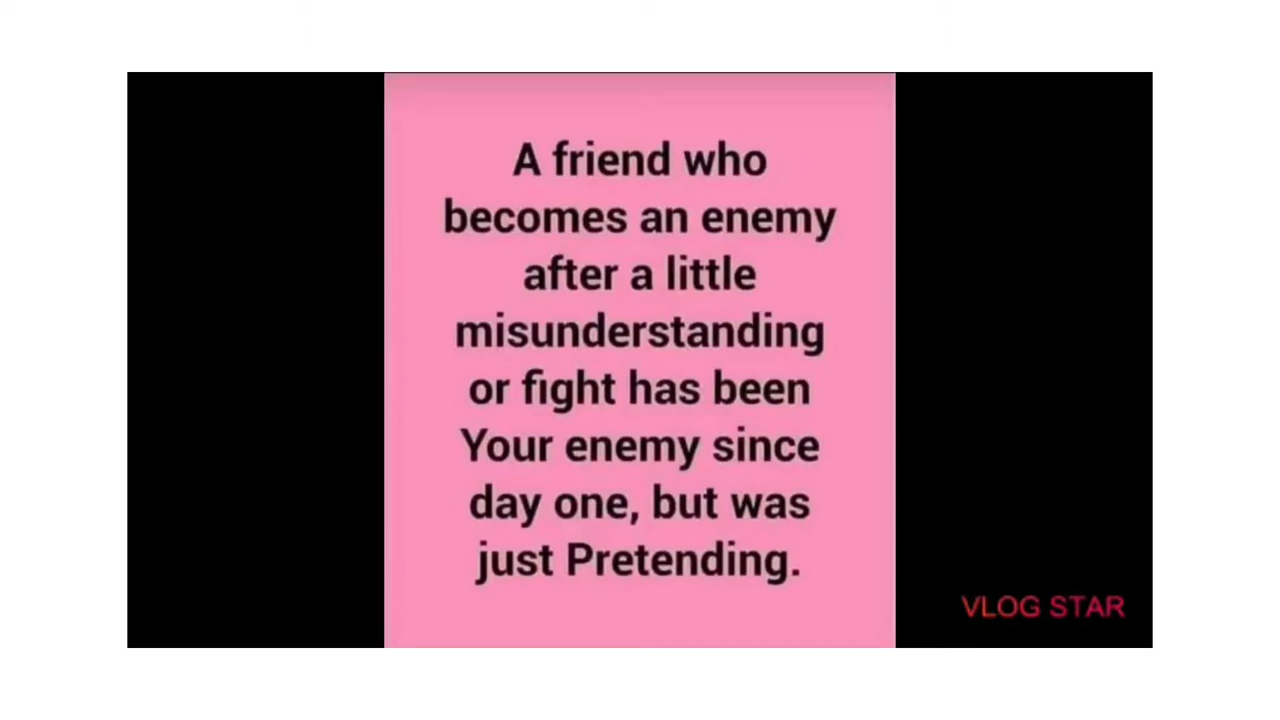 A friend who
becomes an enemy
after a little
misunderstanding
or fight has been
Your enemy since
day one, but was
just Pretending.
VLOG STAR